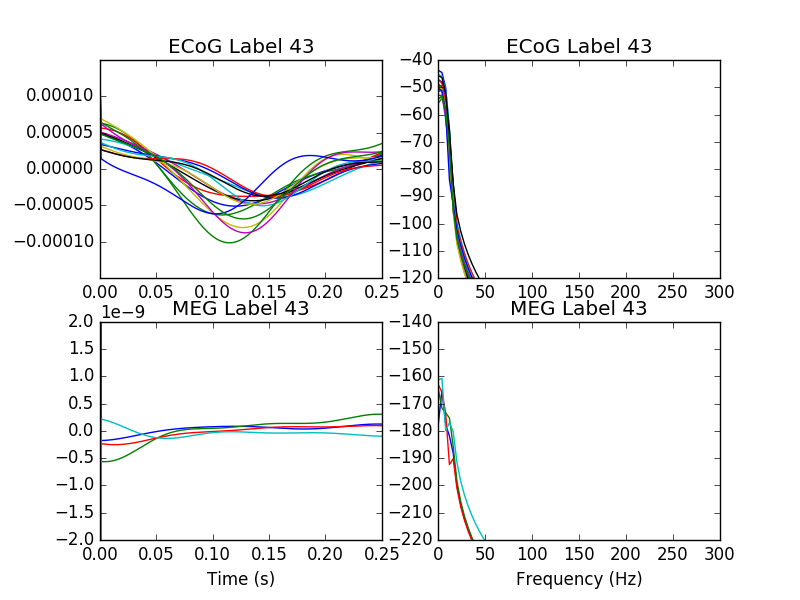 ECoG Label 43
0.00010
0.00005
0.00000
−0.00005
−0.00010
0.00 0.05 0.10 0.15 0.20 0.25
ECoG Label 43
−40
−50
−60
−70
−80
−90
−100
−110
−120
0 50 100 150 200 250 300
MEG Label 43
1e−9
2.0
1.5
1.0
0.5
0.0
−0.5
−1.0
−1.5
−2.0
0.00 0.05 0.10 0.15 0.20 0.25
Time (s)
MEG Label 43
−140
−150
−160
−170
−180
−190
−200
−210
−220
0 50 100 150 200 250 300
Frequency (Hz)